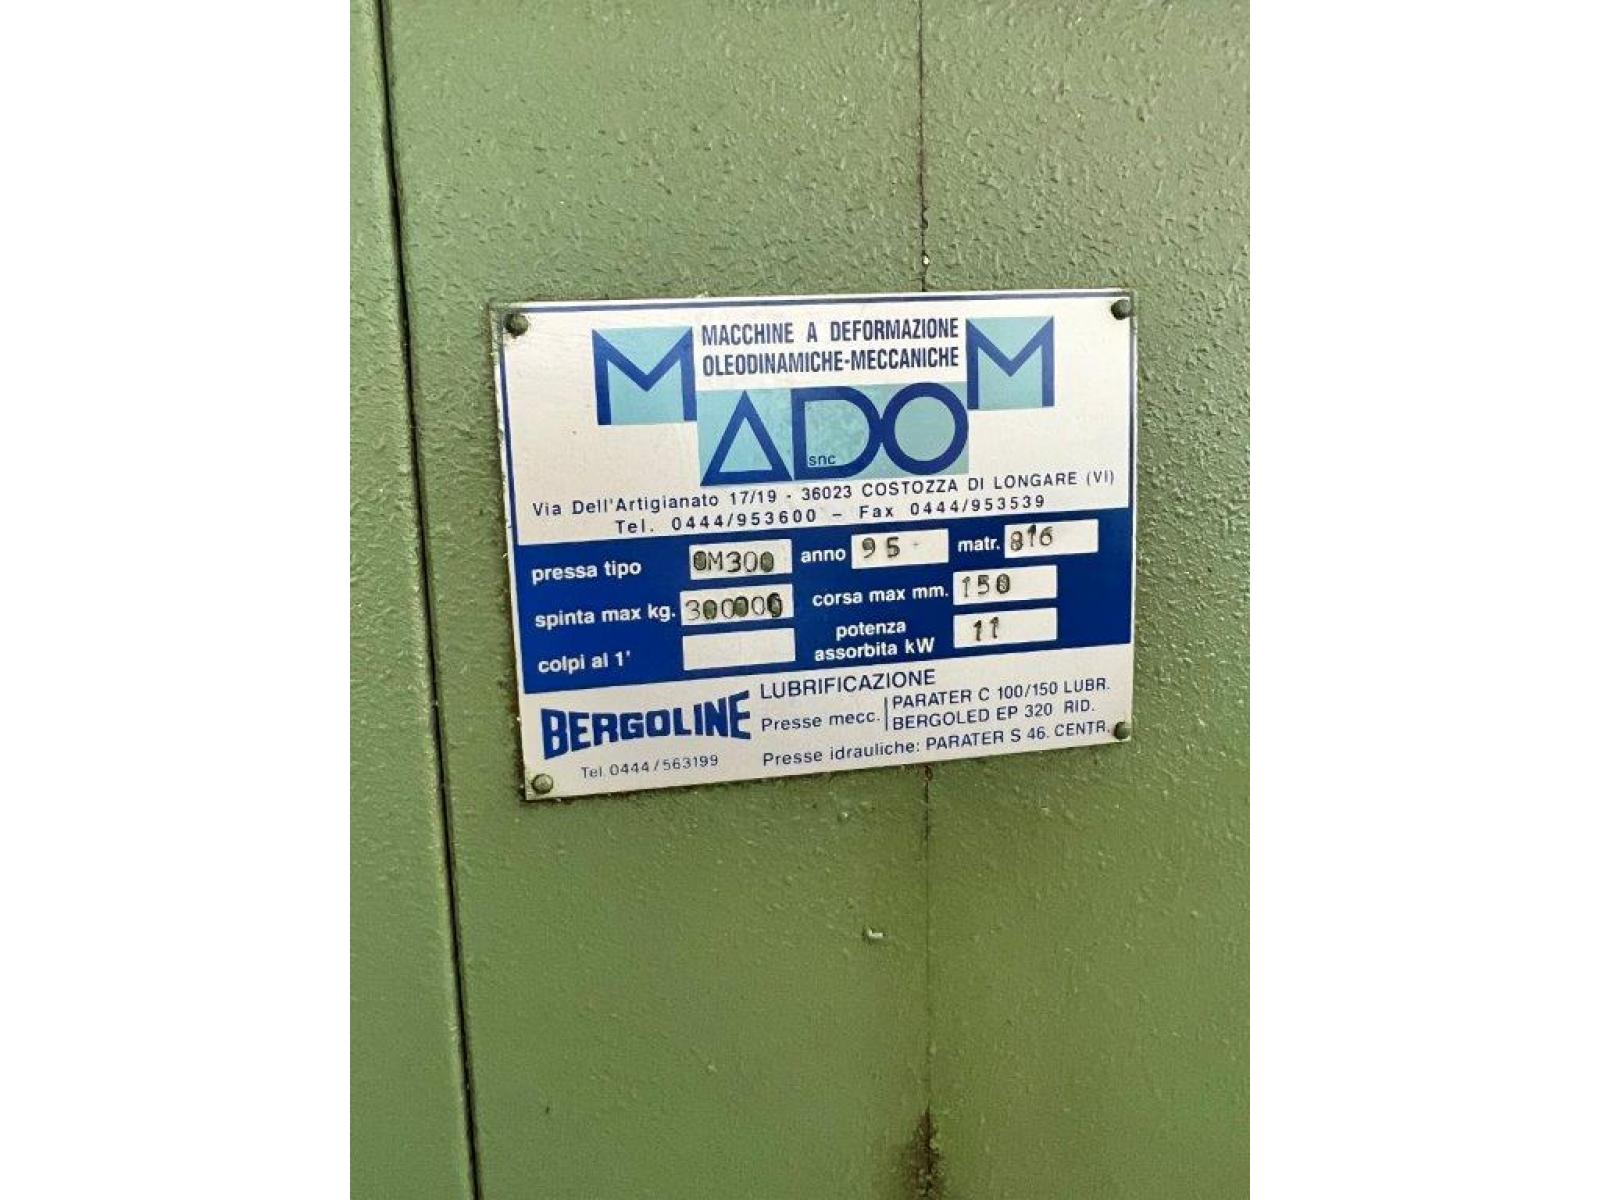 MACCHINE A DEFORMAZIONE
OLEODINAMICHE-MECCANICHE
MADOM
snc
Via Dell'Artigianato 17/19 - 36023 COSTOZZA DI LONGARE (VI)
Tel. 0444/953600 – Fax 0444/953539
pressa tipo OM300 anno 95 matr. 816
spinta max kg. 300000 corsa max mm. 150
colpi al 1' potenza assorbita kW 11
BERGOLINE
Tel. 0444/563199
LUBRIFICAZIONE
Presse mecc. PARATER C 100/150 LUBR.
BERGOLED EP 320 RID.
Presse idrauliche: PARATER S 46. CENTR.